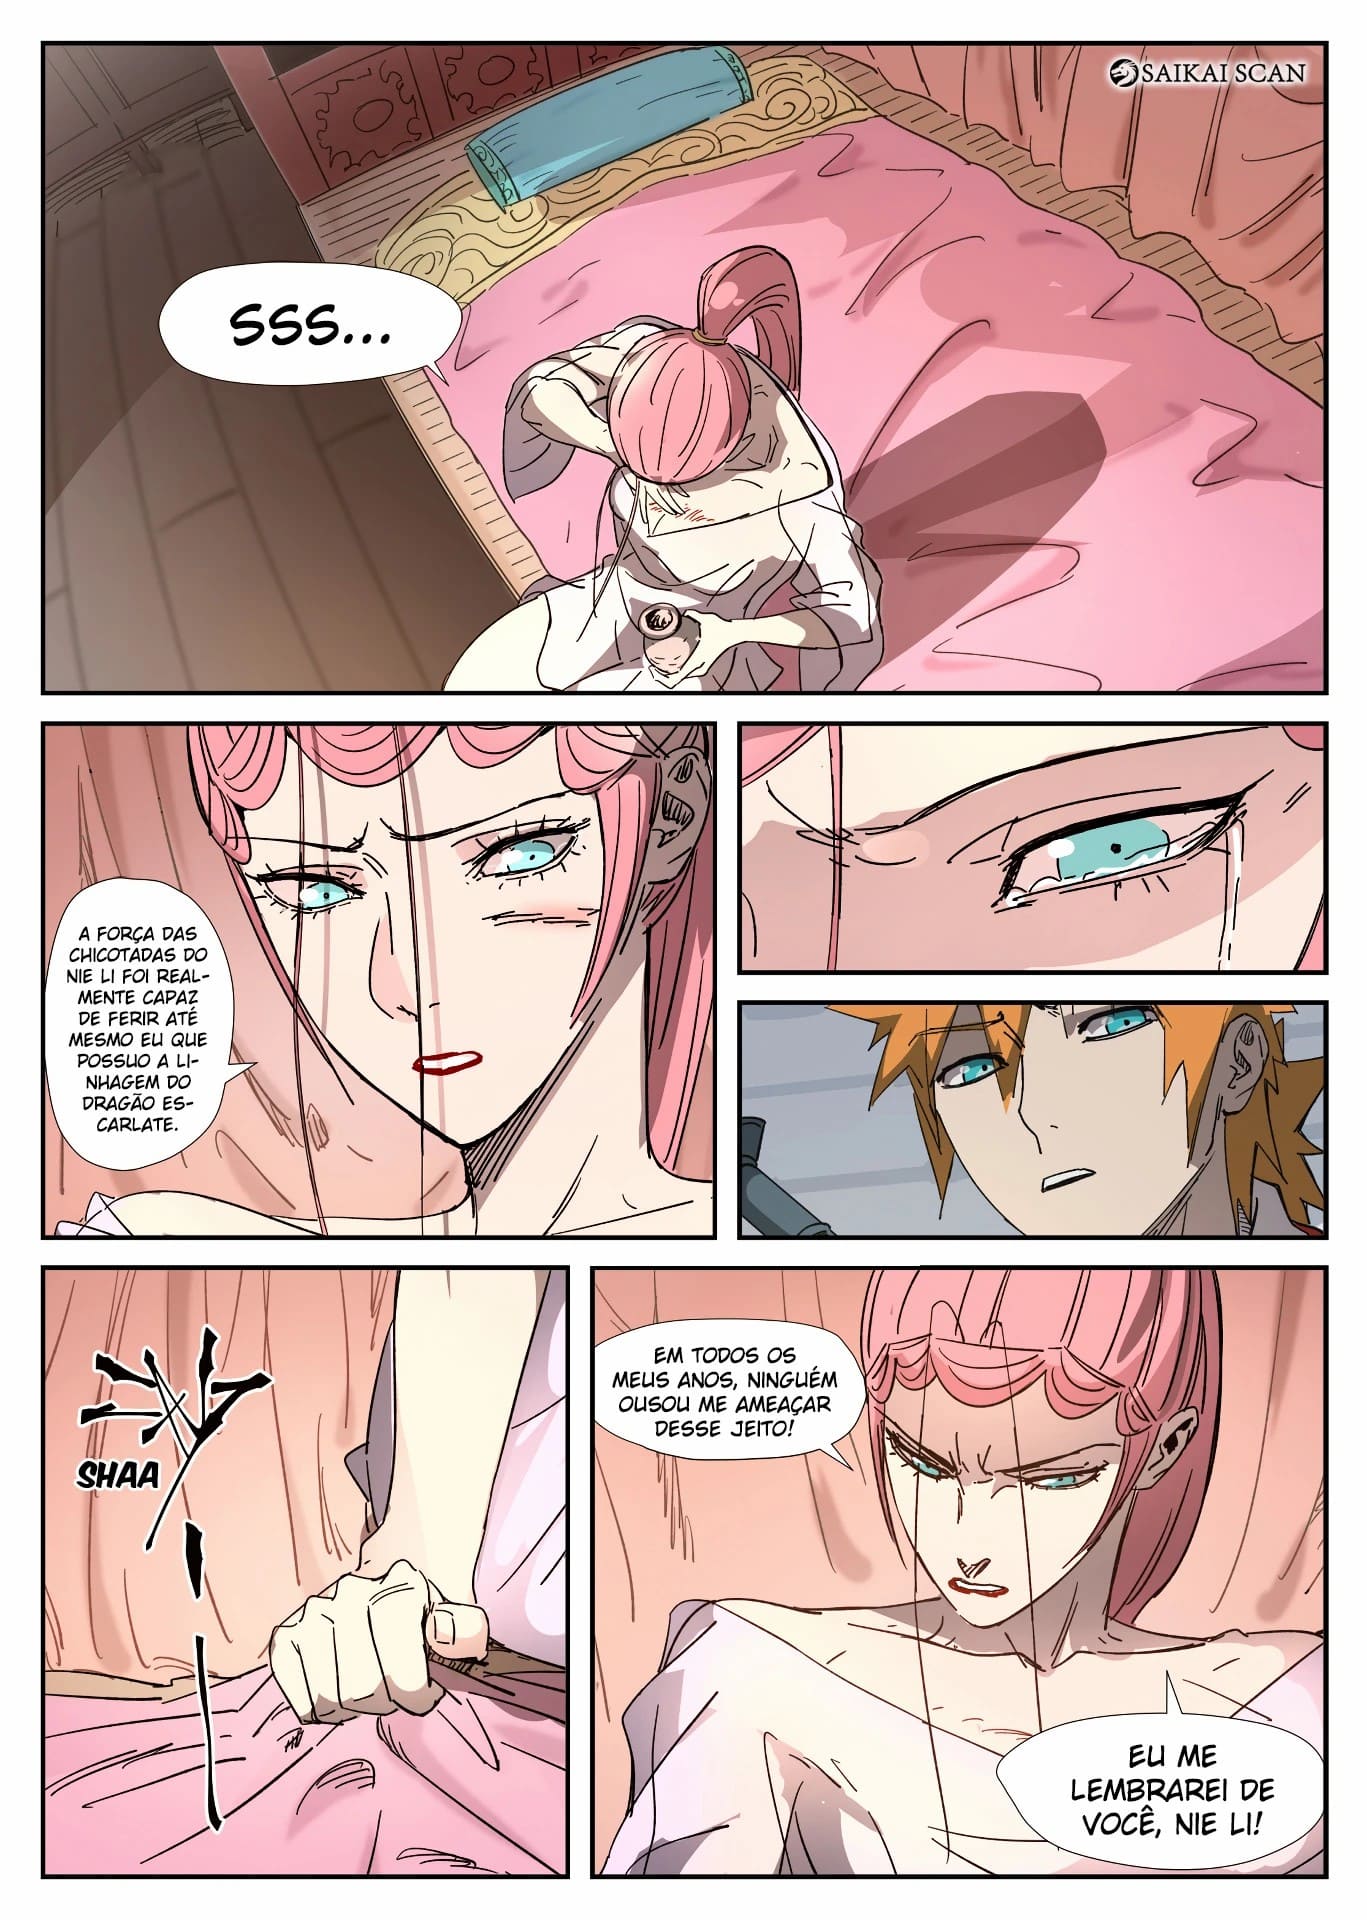 SAIKAI SCAN
SSS...
A FORÇA DAS
CHICOTADAS DO
NIE LI FOI REAL-
MENTE CAPAZ
DE FERIR ATÉ
MESMO EU QUE
POSSUO A LI-
NHAGEM DO
DRAGÃO ES-
CARLATE.
SHAA
EM TODOS OS
MEUS ANOS, NINGUÉM
OUSOU ME AMEAÇAR
DESSE JEITO!
EU ME
LEMBRAREI DE
VOCÊ, NIE LI!